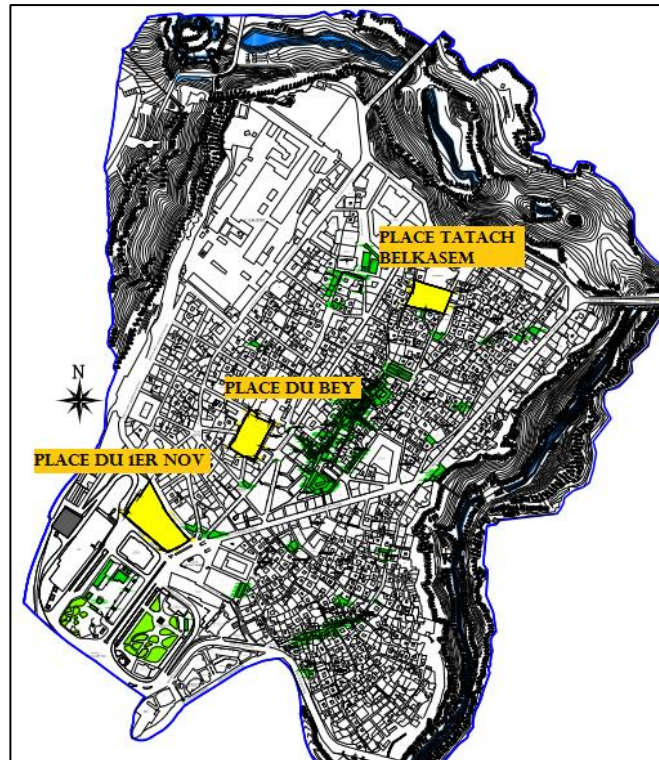 PLACE TATACH
BELKASEM
PLACE DU BEY
N
PLACE DU 1ER NOV